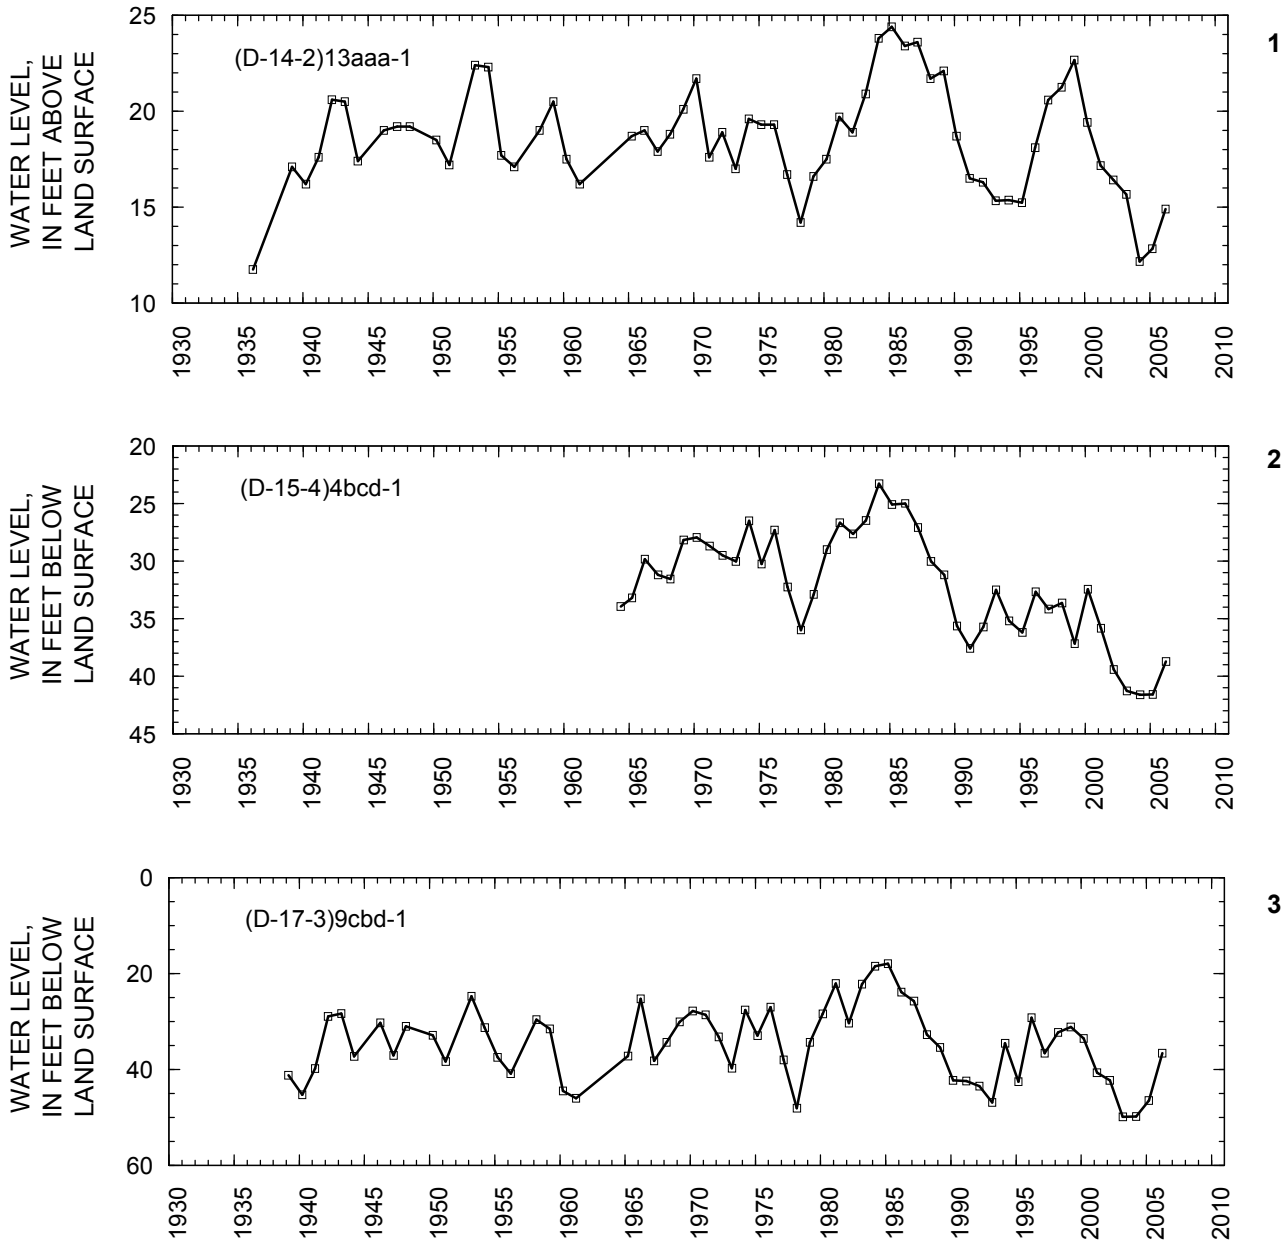 25
20
15
10
WATER LEVEL,
IN FEET ABOVE
LAND SURFACE
(D-14-2)13aaa-1
1
1930 1935 1940 1945 1950 1955 1960 1965 1970 1975 1980 1985 1990 1995 2000 2005 2010
20
25
30
35
40
45
WATER LEVEL,
IN FEET BELOW
LAND SURFACE
(D-15-4)4bcd-1
2
1930 1935 1940 1945 1950 1955 1960 1965 1970 1975 1980 1985 1990 1995 2000 2005 2010
0
20
40
60
WATER LEVEL,
IN FEET BELOW
LAND SURFACE
(D-17-3)9cbd-1
3
1930 1935 1940 1945 1950 1955 1960 1965 1970 1975 1980 1985 1990 1995 2000 2005 2010